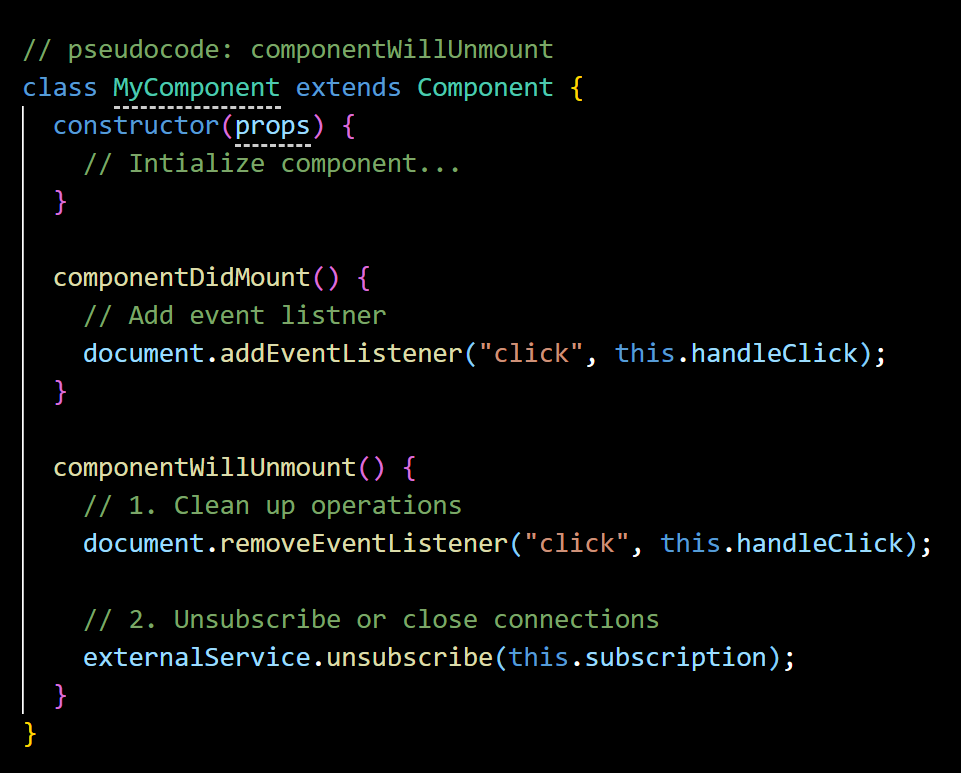 // pseudocode: componentWillUnmount
class MyComponent extends Component {
  constructor(props) {
    // Intialize component...
  }

  componentDidMount() {
    // Add event listner
    document.addEventListener("click", this.handleClick);
  }

  componentWillUnmount() {
    // 1. Clean up operations
    document.removeEventListener("click", this.handleClick);

    // 2. Unsubscribe or close connections
    externalService.unsubscribe(this.subscription);
  }
}